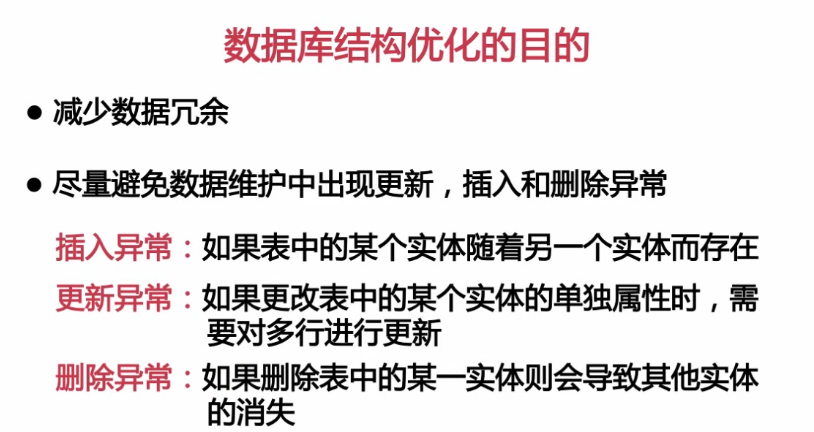 数据库结构优化的目的
● 减少数据冗余
● 尽量避免数据维护中出现更新，插入和删除异常
插入异常：如果表中的某个实体随着另一个实体而存在
更新异常：如果更改表中的某个实体的单独属性时，需
要对多行进行更新
删除异常：如果删除表中的某一实体则会导致其他实体
的消失